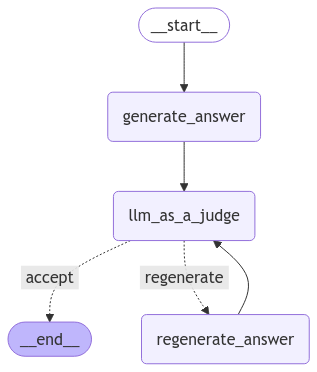 __start__
generate_answer
llm_as_a_judge
accept
regenerate
__end__
regenerate_answer